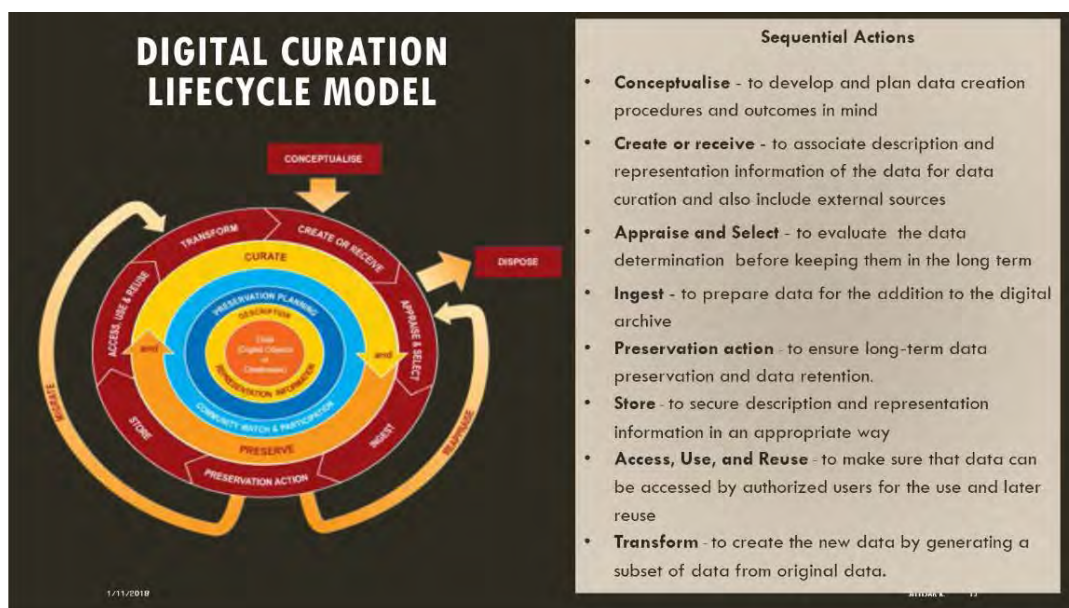 DIGITAL CURATION
LIFECYCLE MODEL
CONCEPTUALISE
TRANSFORM
CREATE OR RECEIVE
DISPOSE
CURATE
ACCESS, USE & REUSE
PRESERVATION PLANNING
DESCRIPTION
Data
(Digital Objects
or
Databases)
APPRAISE & SELECT
and
and
REPRESENTATION INFORMATION
MIGRATE
COMMUNITY WATCH & PARTICIPATION
STORE
INGEST
REAPPRAISE
PRESERVE
PRESERVATION ACTION
1/11/2018
Sequential Actions
• Conceptualise - to develop and plan data creation
procedures and outcomes in mind
• Create or receive - to associate description and
representation information of the data for data
curation and also include external sources
• Appraise and Select - to evaluate the data
determination before keeping them in the long term
• Ingest - to prepare data for the addition to the digital
archive
• Preservation action - to ensure long-term data
preservation and data retention.
• Store - to secure description and representation
information in an appropriate way
• Access, Use, and Reuse - to make sure that data can
be accessed by authorized users for the use and later
reuse
• Transform - to create the new data by generating a
subset of data from original data.